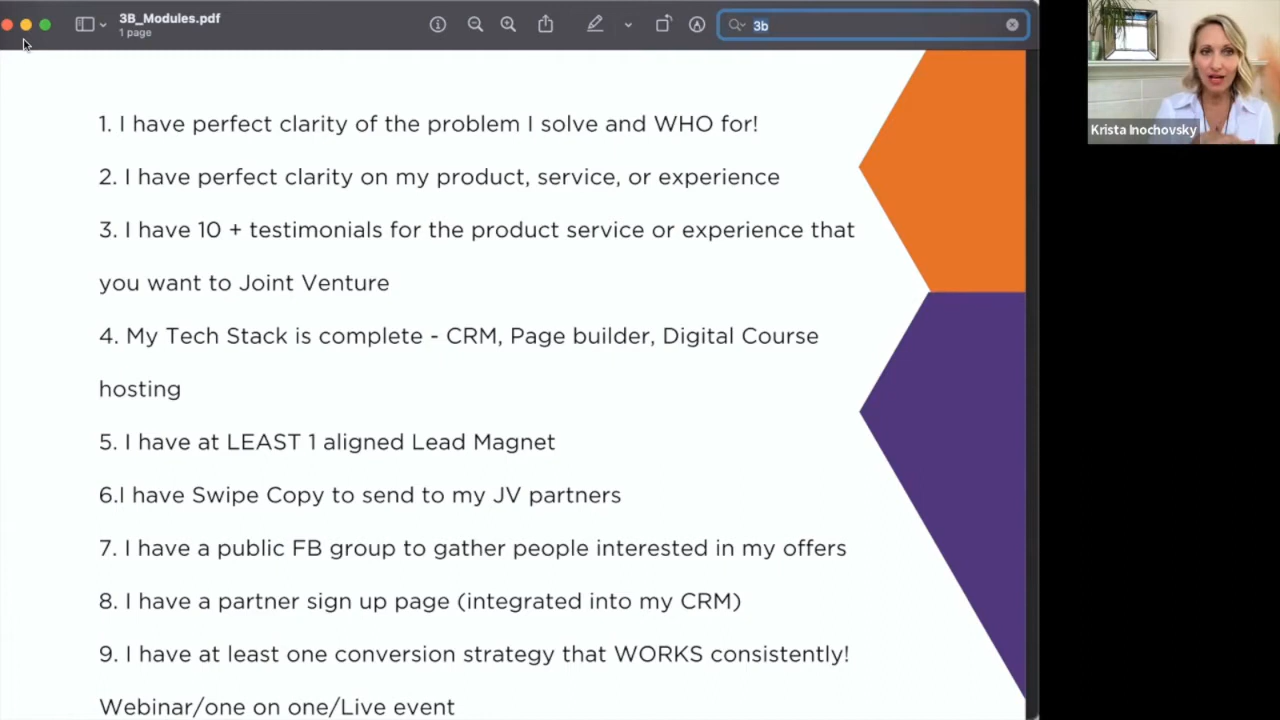 3B_Modules.pdf
1 page
3b
Krista Inochovsky
1. I have perfect clarity of the problem I solve and WHO for!
2. I have perfect clarity on my product, service, or experience
3. I have 10 + testimonials for the product service or experience that
you want to Joint Venture
4. My Tech Stack is complete - CRM, Page builder, Digital Course
hosting
5. I have at LEAST 1 aligned Lead Magnet
6.I have Swipe Copy to send to my JV partners
7. I have a public FB group to gather people interested in my offers
8. I have a partner sign up page (integrated into my CRM)
9. I have at least one conversion strategy that WORKS consistently!
Webinar/one on one/Live event